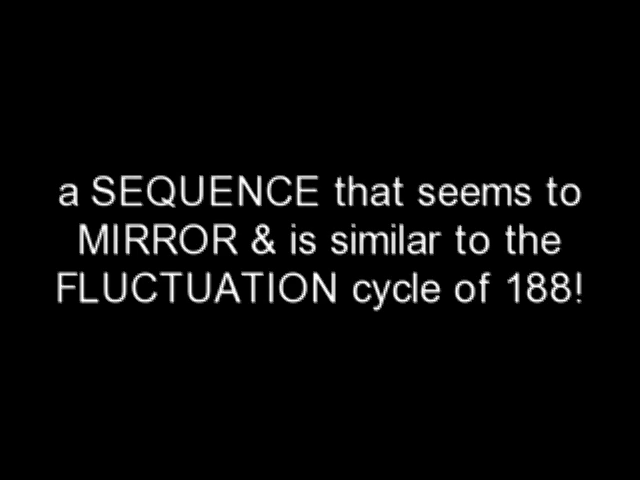 a SEQUENCE that seems to
MIRROR & is similar to the
FLUCTUATION cycle of 188!